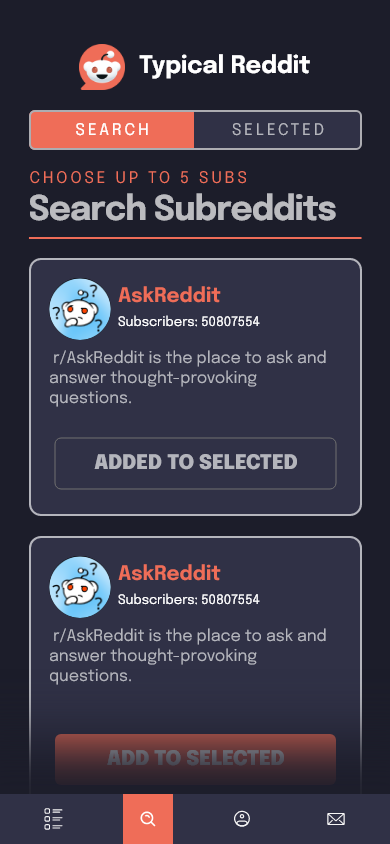 Typical Reddit
SEARCH
SELECTED
CHOOSE UP TO 5 SUBS
Search Subreddits
AskReddit
Subscribers: 50807554
r/AskReddit is the place to ask and
answer thought-provoking
questions.
ADDED TO SELECTED
AskReddit
Subscribers: 50807554
r/AskReddit is the place to ask and
answer thought-provoking
questions.
ADD TO SELECTED